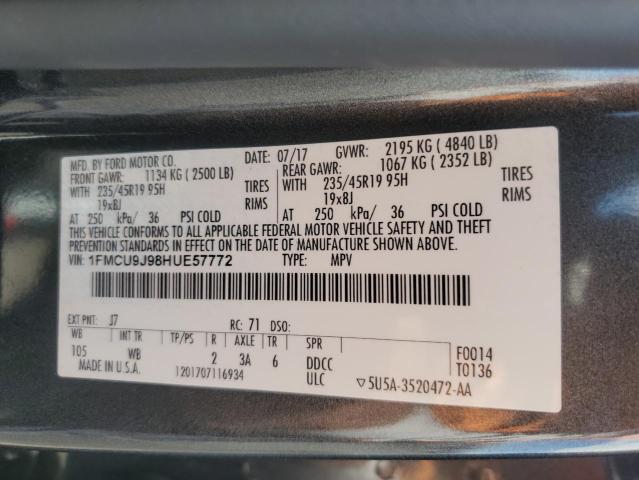 MFD. BY FORD MOTOR CO. DATE: 07/17 GVWR: 2195 KG ( 4840 LB)
FRONT GAWR: 1134 KG ( 2500 LB) REAR GAWR: 1067 KG ( 2352 LB)
WITH 235/45R19 95H TIRES WITH 235/45R19 95H TIRES
19x8J RIMS 19x8J RIMS
AT 250 kPa/ 36 PSI COLD AT 250 kPa/ 36 PSI COLD
THIS VEHICLE CONFORMS TO ALL APPLICABLE FEDERAL MOTOR VEHICLE SAFETY AND THEFT
PREVENTION STANDARDS IN EFFECT ON THE DATE OF MANUFACTURE SHOWN ABOVE.
VIN: 1FMCU9J98HUE57772 TYPE: MPV
EXT PNT: J7 RC: 71 DSO:
WB INT TR TP/PS R AXLE TR SPR F0014
105 WB 2 3A 6 DDCC T0136
MADE IN U.S.A. 1201707116934 ULC ▽5U5A-3520472-AA